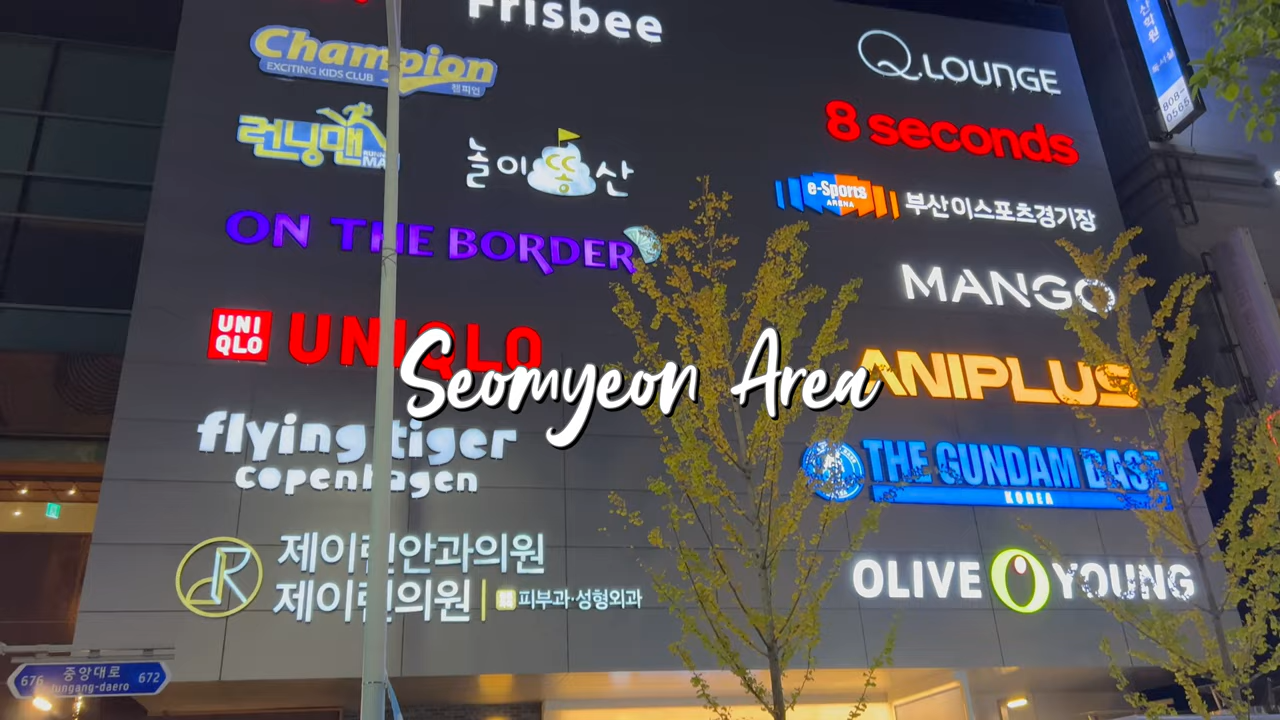 Frisbee
Champion
EXCITING KIDS CLUB
챔피언
Q.LOUNGE
8 seconds
런닝맨
놀이똥산
e-Sports
ARENA
부산이스포츠경기장
ON THE BORDER
MANGO
UNI
QLO
UNIQLO
Seomyeon Area
ANIPLUS
flying tiger
copenhagen
THE GUNDAM BASE
KOREA
제이린안과의원
제이린의원
피부과·성형외과
OLIVE YOUNG
676 중앙대로 672
Jungang-daero
808-
0565